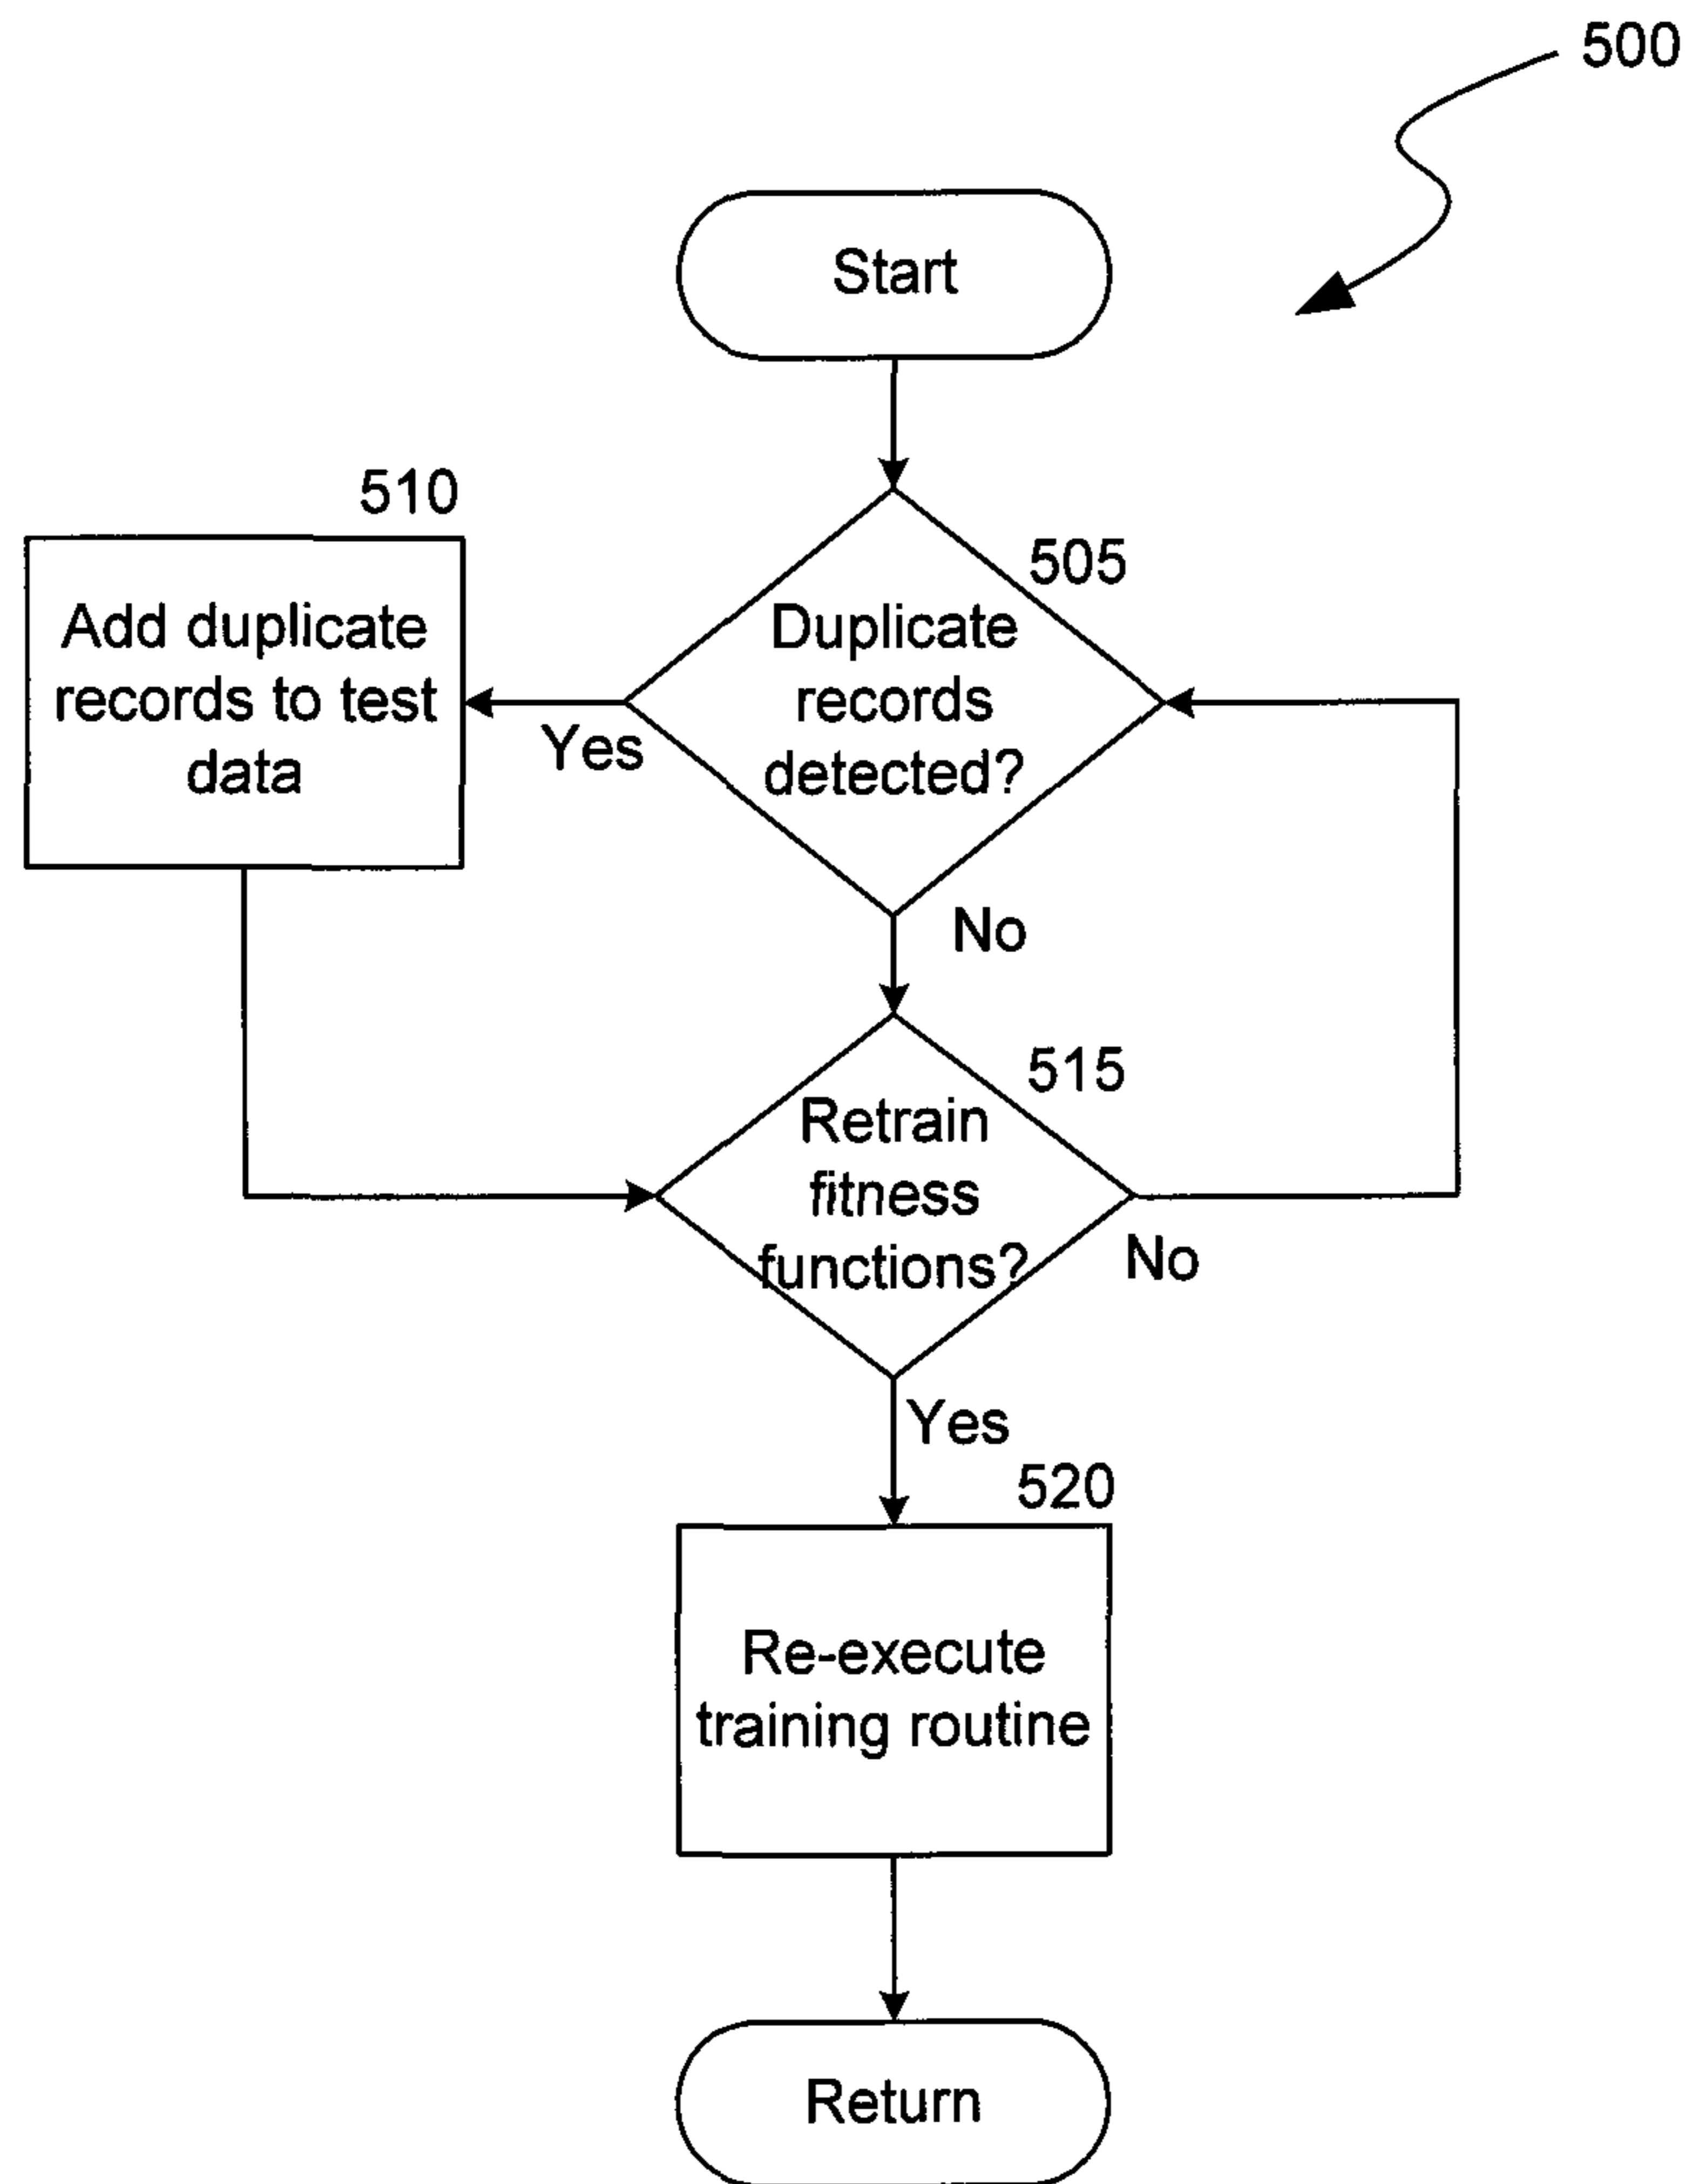 500
Start
510
505
Add duplicate
records to test
data
Duplicate
records
detected?
Yes
No
515
Retrain
fitness
functions?
No
Yes
520
Re-execute
training routine
Return